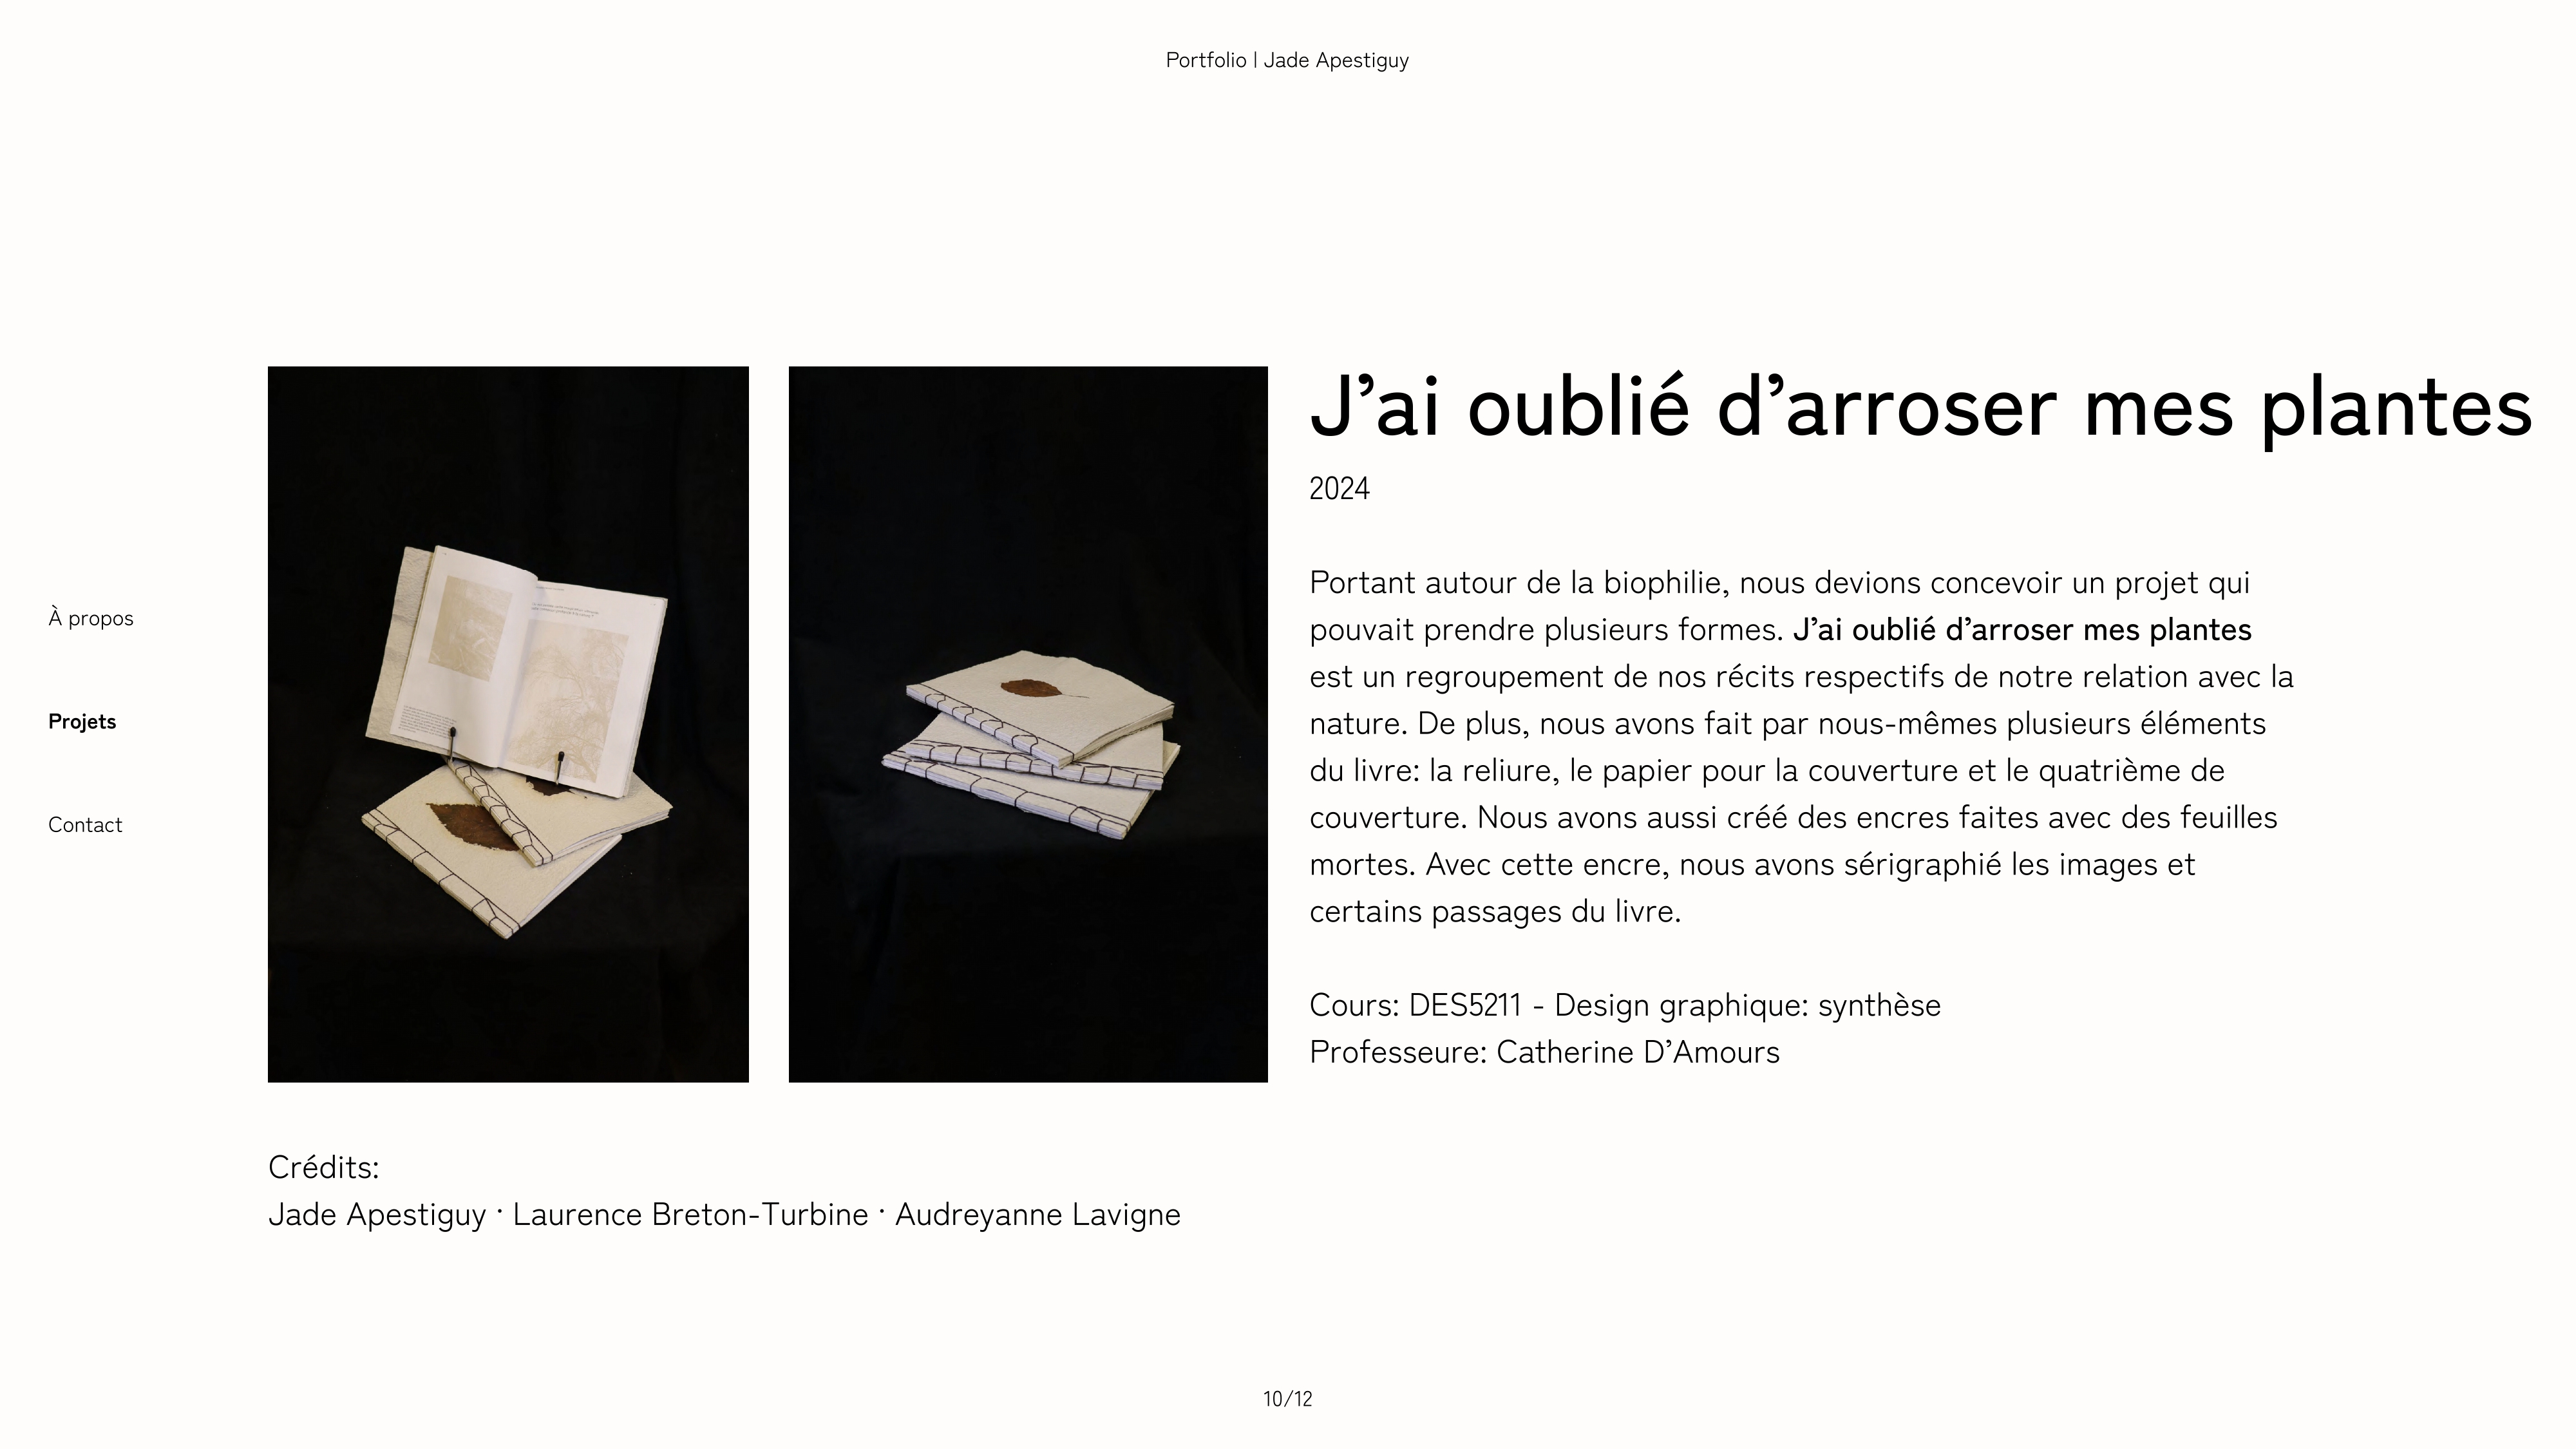 Portfolio | Jade Apestiguy
À propos
Projets
Contact
J’ai oublié d’arroser mes plantes
2024
Portant autour de la biophilie, nous devions concevoir un projet qui
pouvait prendre plusieurs formes. J’ai oublié d’arroser mes plantes
est un regroupement de nos récits respectifs de notre relation avec la
nature. De plus, nous avons fait par nous-mêmes plusieurs éléments
du livre: la reliure, le papier pour la couverture et le quatrième de
couverture. Nous avons aussi créé des encres faites avec des feuilles
mortes. Avec cette encre, nous avons sérigraphié les images et
certains passages du livre.
Cours: DES5211 - Design graphique: synthèse
Professeure: Catherine D’Amours
Crédits:
Jade Apestiguy · Laurence Breton-Turbine · Audreyanne Lavigne
10/12